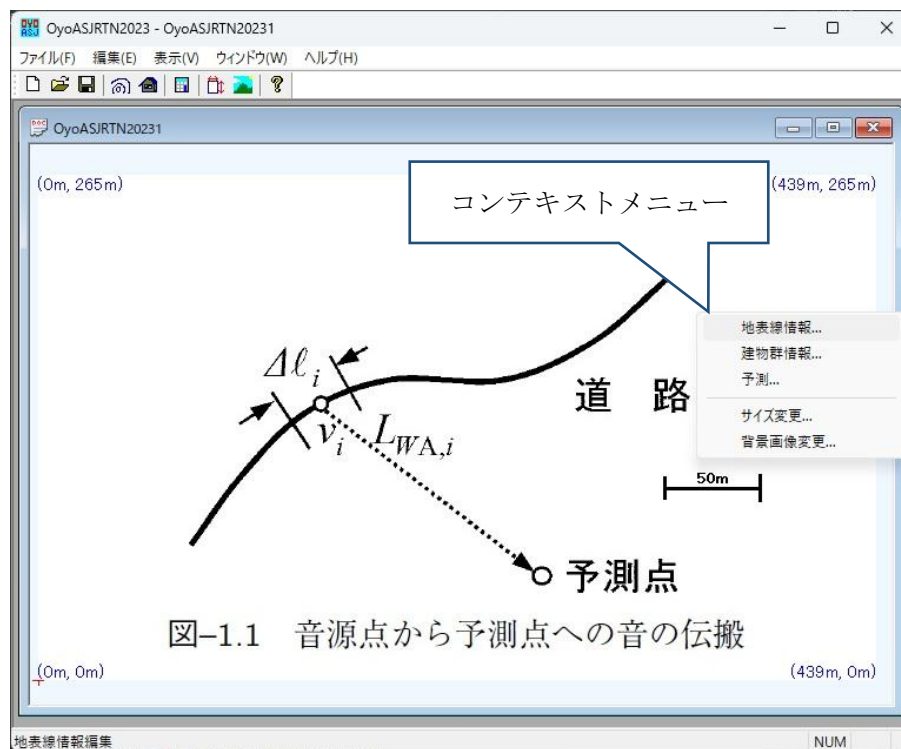 OyoASJRTN2023 - OyoASJRTN20231
ファイル(F) 編集(E) 表示(V) ウィンドウ(W) ヘルプ(H)
OyoASJRTN20231
(0m, 265m)
(439m, 265m)
コンテキストメニュー
地表線情報...
建物群情報...
予測...
サイズ変更...
背景画像変更...
Δℓi
vi
LWA,i
道 路
50m
予測点
図-1.1 音源点から予測点への音の伝搬
(0m, 0m)
(439m, 0m)
地表線情報編集
NUM